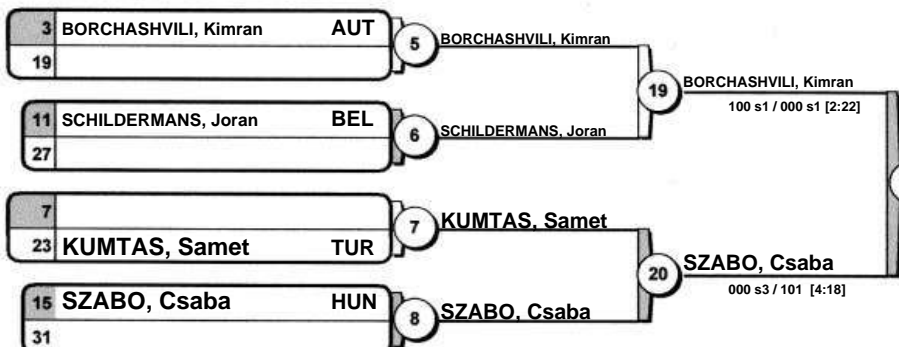 3 BORCHASHVILI, Kimran AUT
19
5 BORCHASHVILI, Kimran
11 SCHILDERMANS, Joran BEL
27
6 SCHILDERMANS, Joran
19 BORCHASHVILI, Kimran
100 s1 / 000 s1 [2:22]
7
23 KUMTAS, Samet TUR
7 KUMTAS, Samet
15 SZABO, Csaba HUN
31
8 SZABO, Csaba
20 SZABO, Csaba
000 s3 / 101 [4:18]